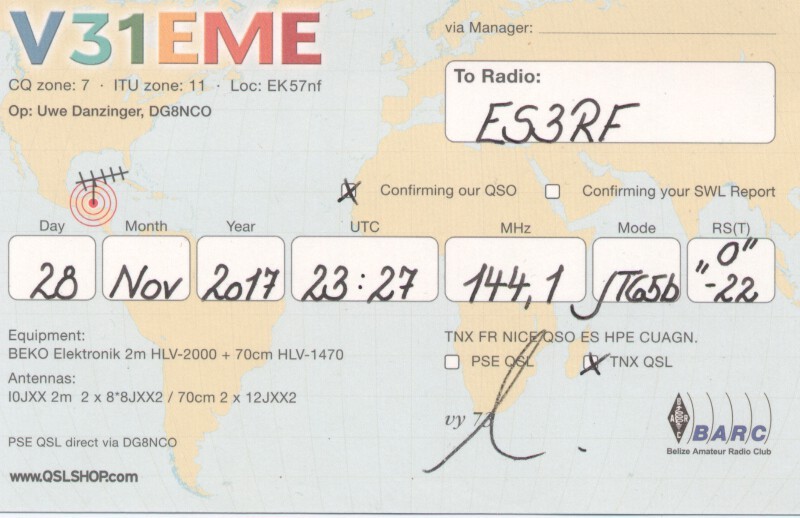 V31EME
CQ zone: 7 · ITU zone: 11 · Loc: EK57nf
Op: Uwe Danzinger, DG8NCO
via Manager:
To Radio:
ES3RF
Confirming our QSO Confirming your SWL Report
Day Month Year UTC MHz Mode RS(T)
28 Nov 2017 23:27 144,1 JT65b "O" -22
Equipment:
BEKO Elektronik 2m HLV-2000 + 70cm HLV-1470
Antennas:
I0JXX 2m 2 x 8*8JXX2 / 70cm 2 x 12JXX2
PSE QSL direct via DG8NCO
www.QSLSHOP.com
TNX FR NICE QSO ES HPE CUAGN.
PSE QSL TNX QSL
vy 73
BARC
Belize Amateur Radio Club